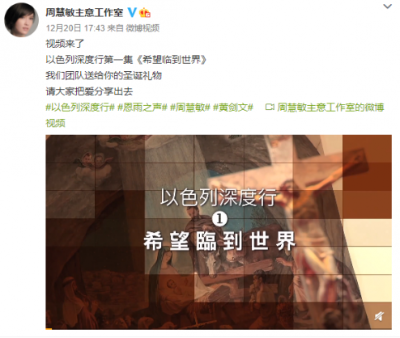 周慧敏主意工作室
12月20日 17:43 来自 微博视频
视频来了
以色列深度行第一集《希望临到世界》
我们团队送给你的圣诞礼物
请大家把爱分享出去
#以色列深度行# #恩雨之声# #周慧敏# #黄剑文# 周慧敏主意工作室的微博
视频
以色列深度行
1
希望臨到世界